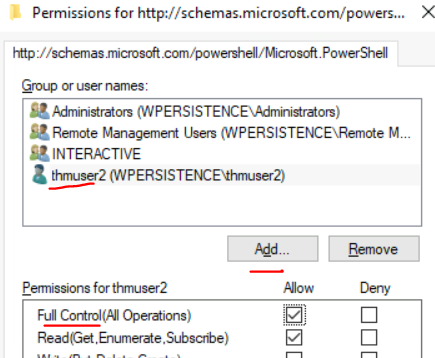 Permissions for http://schemas.microsoft.com/powers...
http://schemas.microsoft.com/powershell/Microsoft.PowerShell
Group or user names:
Administrators (WPERSISTENCE\Administrators)
Remote Management Users (WPERSISTENCE\Remote M...
INTERACTIVE
thmuser2 (WPERSISTENCE\thmuser2)
Add... Remove
Permissions for thmuser2 Allow Deny
Full Control(All Operations)
Read(Get,Enumerate,Subscribe)